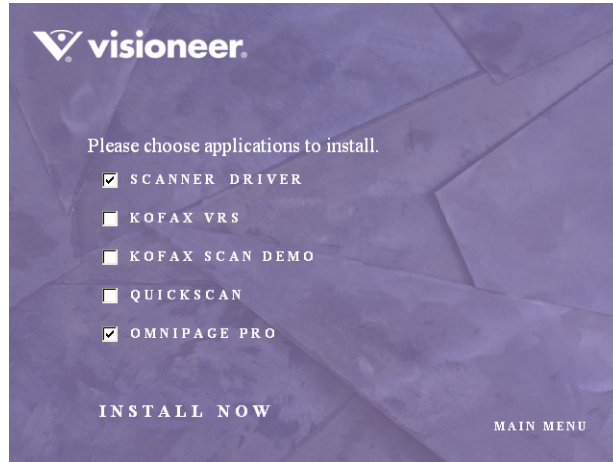 visioneer®
Please choose applications to install.
SCANNER DRIVER
KOFAX VRS
KOFAX SCAN DEMO
QUICKSCAN
OMNIPAGE PRO
INSTALL NOW
MAIN MENU